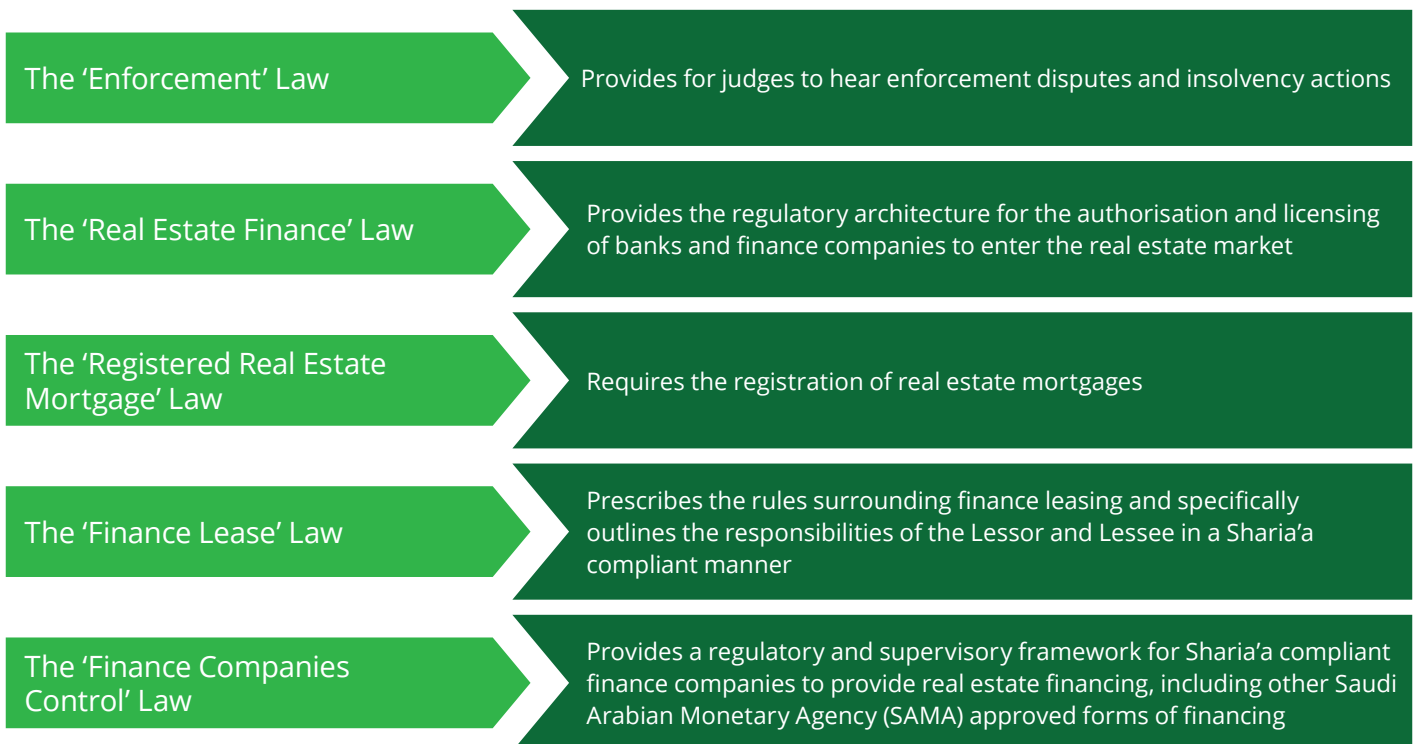 The ‘Enforcement’ Law
Provides for judges to hear enforcement disputes and insolvency actions
The ‘Real Estate Finance’ Law
Provides the regulatory architecture for the authorisation and licensing
of banks and finance companies to enter the real estate market
The ‘Registered Real Estate
Mortgage’ Law
Requires the registration of real estate mortgages
The ‘Finance Lease’ Law
Prescribes the rules surrounding finance leasing and specifically
outlines the responsibilities of the Lessor and Lessee in a Sharia’a
compliant manner
The ‘Finance Companies
Control’ Law
Provides a regulatory and supervisory framework for Sharia’a compliant
finance companies to provide real estate financing, including other Saudi
Arabian Monetary Agency (SAMA) approved forms of financing